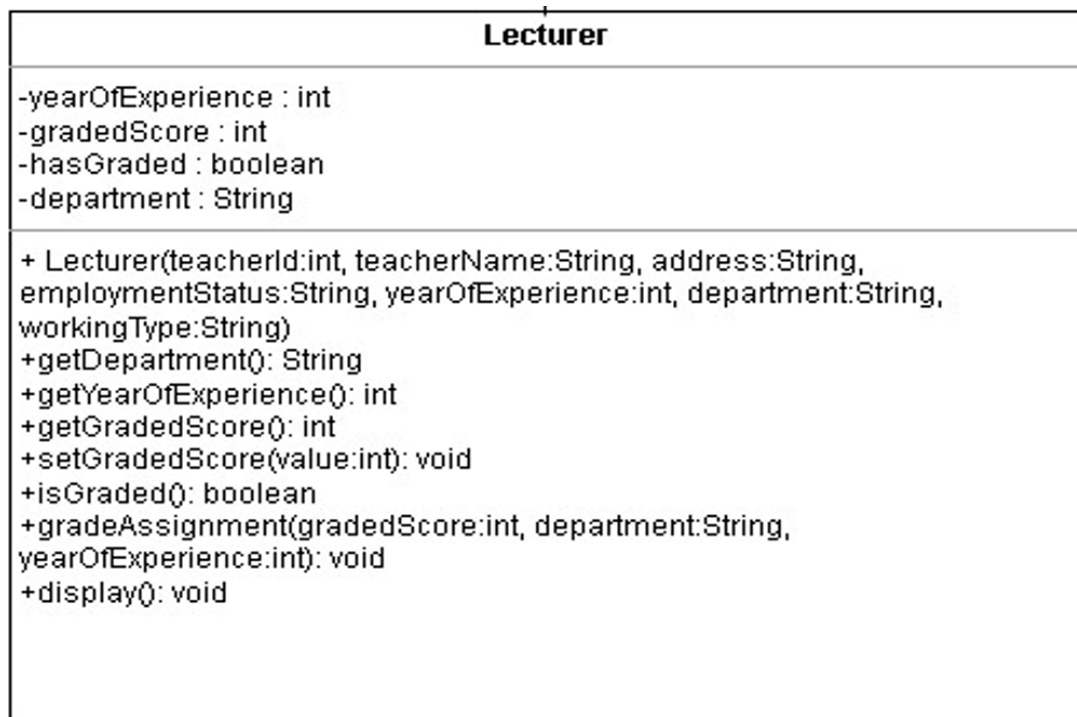 Lecturer
-yearOfExperience : int
-gradedScore : int
-hasGraded : boolean
-department : String
+ Lecturer(teacherId:int, teacherName:String, address:String,
employmentStatus:String, yearOfExperience:int, department:String,
workingType:String)
+getDepartment(): String
+getYearOfExperience(): int
+getGradedScore(): int
+setGradedScore(value:int): void
+isGraded(): boolean
+gradeAssignment(gradedScore:int, department:String,
yearOfExperience:int): void
+display(): void